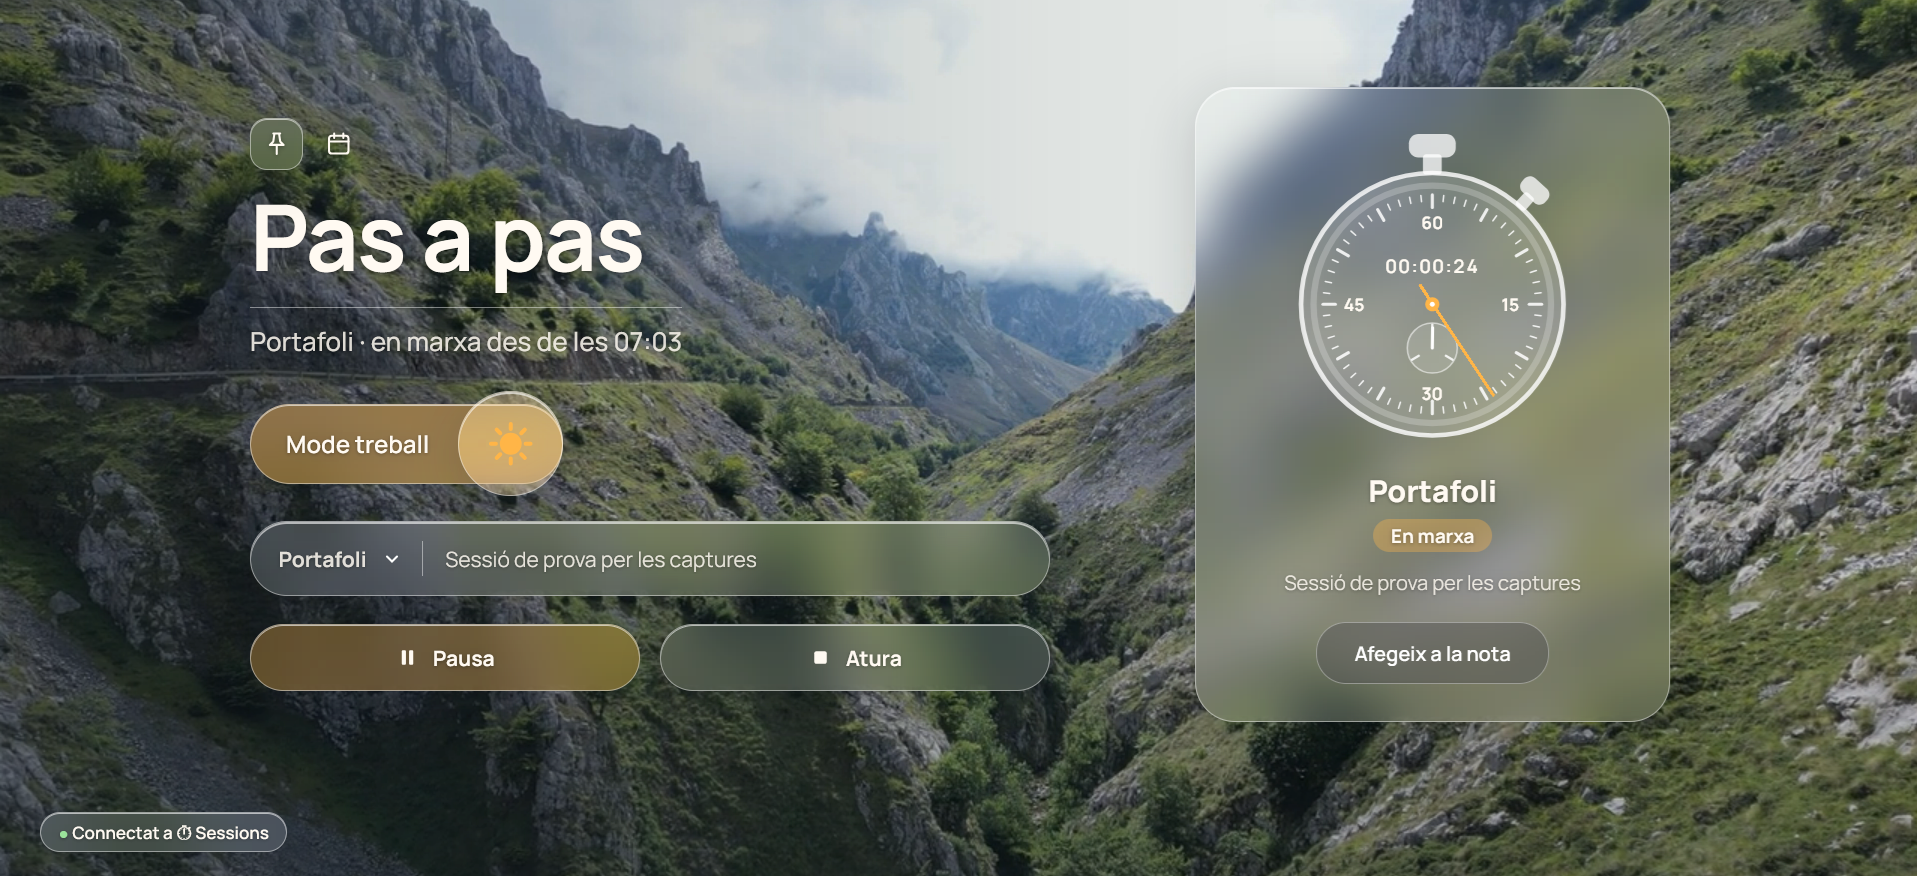 Pas a pas
Portafoli · en marxa des de les 07:03
Mode treball
Portafoli
Sessió de prova per les captures
Pausa
Atura
Connectat a ⏱ Sessions
60
00:00:24
45
15
30
Portafoli
En marxa
Sessió de prova per les captures
Afegeix a la nota